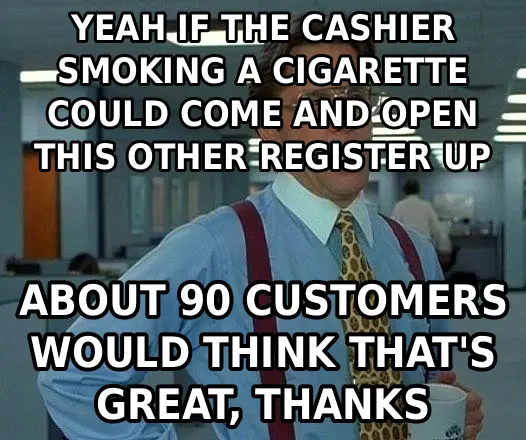 YEAH IF THE CASHIER
SMOKING A CIGARETTE
COULD COME AND OPEN
THIS OTHER REGISTER UP
ABOUT 90 CUSTOMERS
WOULD THINK THAT'S
GREAT, THANKS